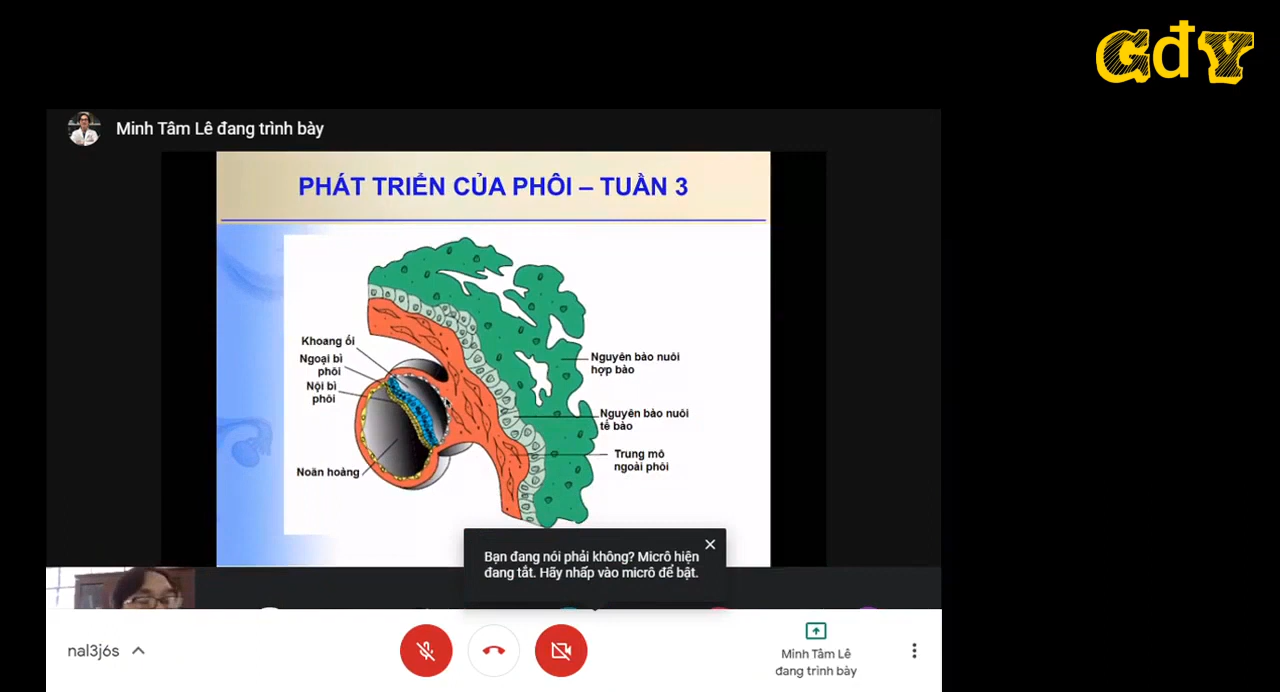 GđY
Minh Tâm Lê đang trình bày
PHÁT TRIỂN CỦA PHÔI – TUẦN 3
Khoang ối
Ngoại bì
phôi
Nội bì
phôi
Noãn hoàng
Nguyên bào nuôi
hợp bào
Nguyên bào nuôi
tế bào
Trung mô
ngoài phôi
Bạn đang nói phải không? Micrô hiện
đang tắt. Hãy nhấp vào micrô để bật.
nal3j6s
Minh Tâm Lê
đang trình bày